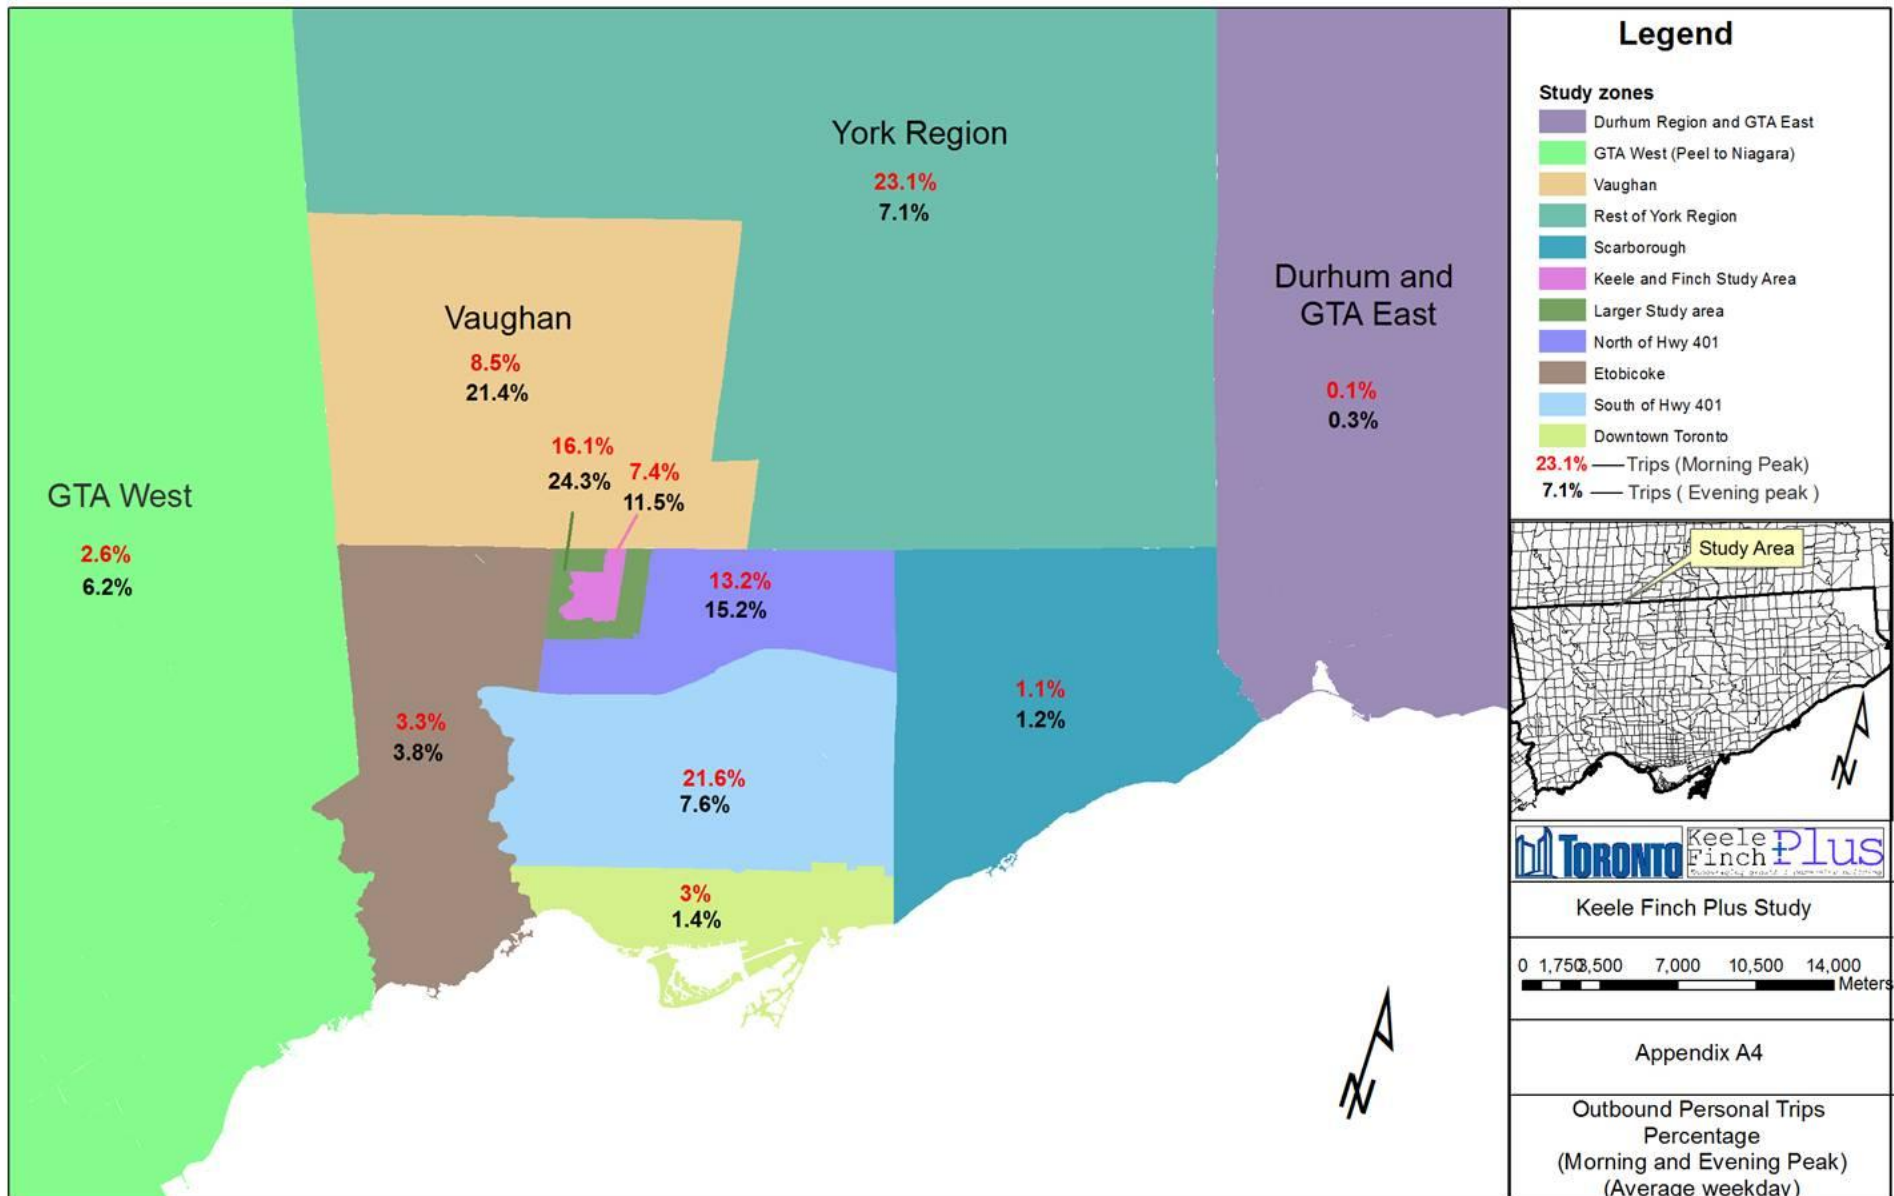 York Region
23.1%
7.1%
Durhum and
GTA East
0.1%
0.3%
Vaughan
8.5%
21.4%
16.1%
24.3%
7.4%
11.5%
GTA West
2.6%
6.2%
13.2%
15.2%
1.1%
1.2%
3.3%
3.8%
21.6%
7.6%
3%
1.4%
N
Legend
Study zones
Durhum Region and GTA East
GTA West (Peel to Niagara)
Vaughan
Rest of York Region
Scarborough
Keele and Finch Study Area
Larger Study area
North of Hwy 401
Etobicoke
South of Hwy 401
Downtown Toronto
23.1% — Trips (Morning Peak)
7.1% — Trips ( Evening peak )
Study Area
N
TORONTO
Keele
Finch + Plus
Keele Finch Plus Study
0 1,750 3,500 7,000 10,500 14,000
Meters
Appendix A4
Outbound Personal Trips
Percentage
(Morning and Evening Peak)
(Average weekday)